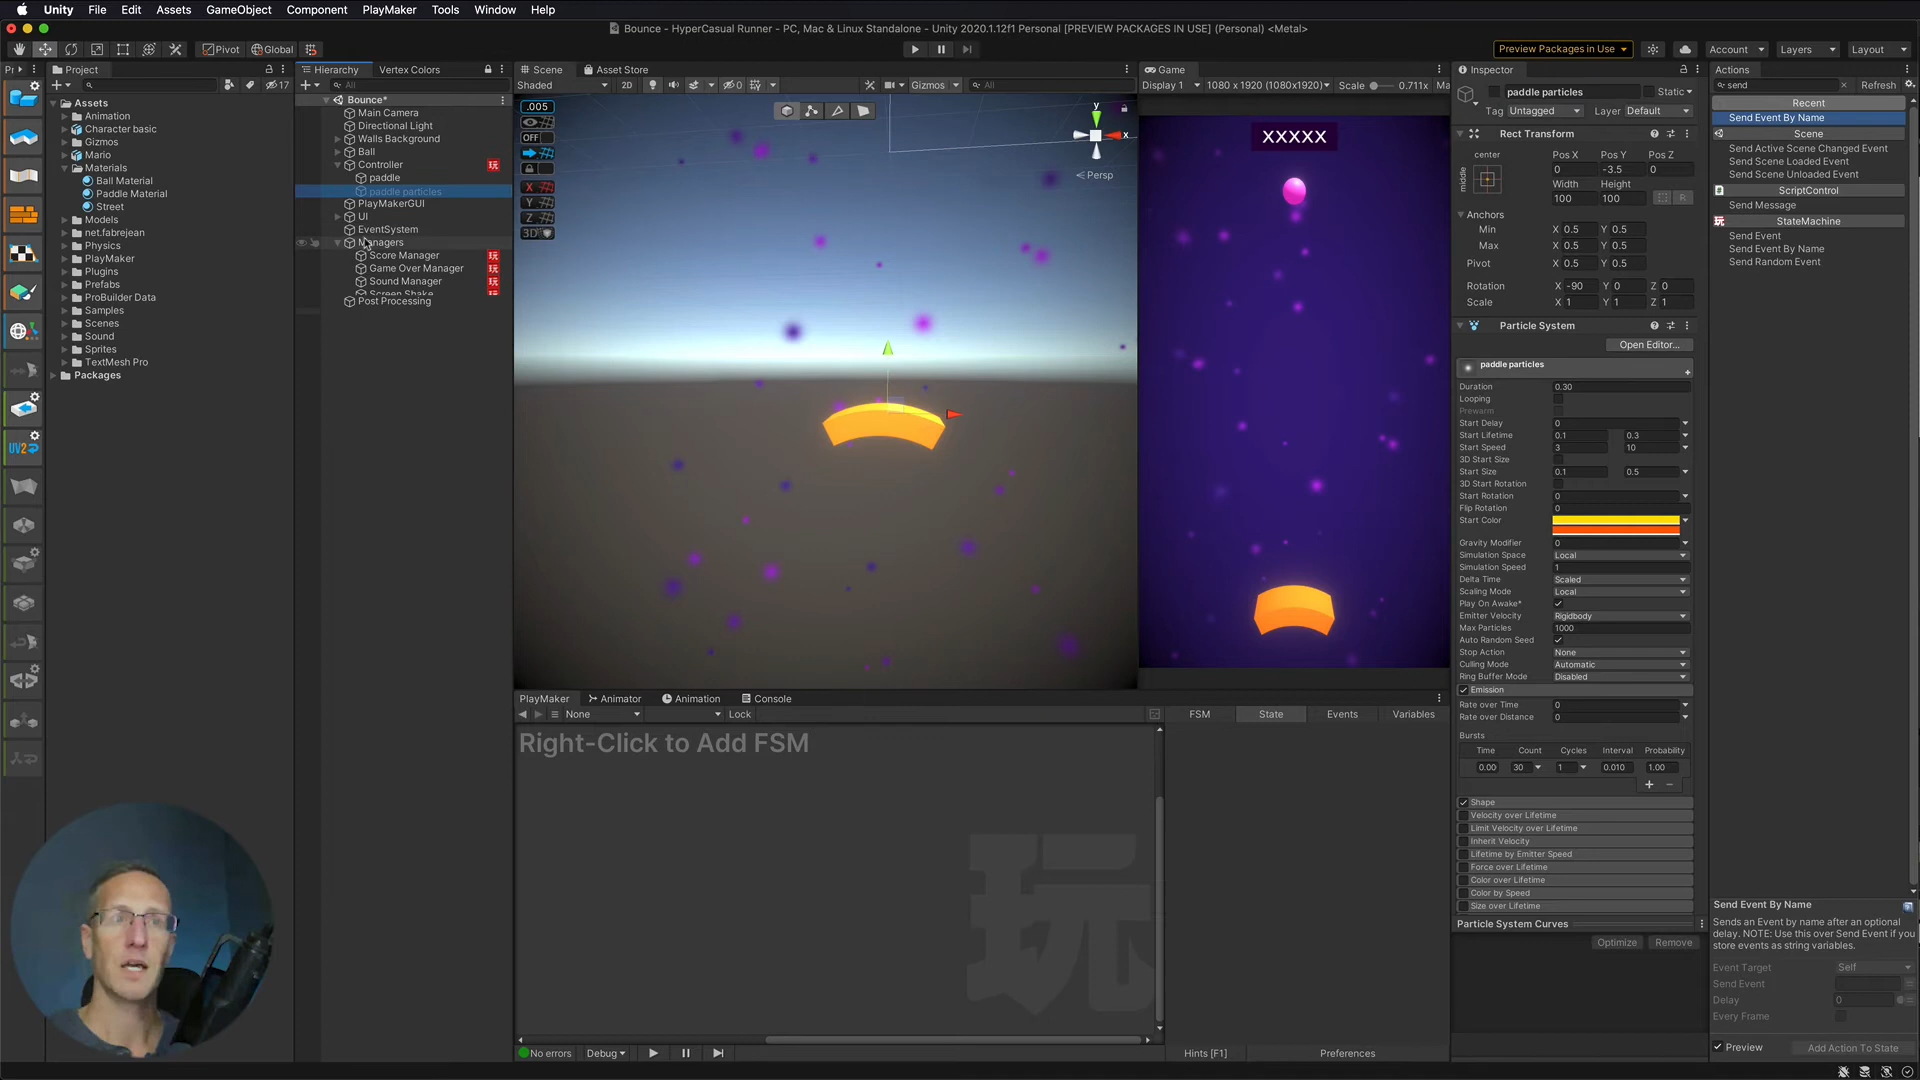 Unity File Edit Assets GameObject Component PlayMaker Tools Window Help
Bounce - HyperCasual Runner - PC, Mac & Linux Standalone - Unity 2020.1.12f1 Personal [PREVIEW PACKAGES IN USE] (Personal) <Metal>
Pivot Global Preview Packages in Use Account Layers Layout
Project
17
Assets
Animation
Character basic
Gizmos
Mario
Materials
Ball Material
Paddle Material
Street
Models
net.fabrejean
Physics
PlayMaker
Plugins
Prefabs
ProBuilder Data
Samples
Scenes
Sound
Sprites
TextMesh Pro
Packages
UV2
Hierarchy Vertex Colors
All
Bounce*
Main Camera
Directional Light
Walls Background
Ball
Controller
paddle
paddle particles
PlayMakerGUI
UI
EventSystem
Managers
Score Manager
Game Over Manager
Sound Manager
Screen Shake
Post Processing
Scene Asset Store
Shaded 2D 0 Gizmos All
.005
OFF
X
Y
Z
3D
y
x
Persp
Game
Display 1 1080 x 1920 (1080x1920) Scale 0.711x Ma
XXXXX
PlayMaker Animator Animation Console
None Lock FSM State Events Variables
Right-Click to Add FSM
玩
No errors Debug Hints [F1] Preferences
Inspector
paddle particles Static
Tag Untagged Layer Default
Rect Transform
center Pos X Pos Y Pos Z
middle 0 -3.5 0
Width Height
100 100 R
Anchors
Min X 0.5 Y 0.5
Max X 0.5 Y 0.5
Pivot X 0.5 Y 0.5
Rotation X -90 Y 0 Z 0
Scale X 1 Y 1 Z 1
Particle System
Open Editor...
paddle particles
Duration 0.30
Looping
Prewarm
Start Delay 0
Start Lifetime 0.1 0.3
Start Speed 3 10
3D Start Size
Start Size 0.1 0.5
3D Start Rotation
Start Rotation 0
Flip Rotation 0
Start Color
Gravity Modifier 0
Simulation Space Local
Simulation Speed 1
Delta Time Scaled
Scaling Mode Local
Play On Awake*
Emitter Velocity Rigidbody
Max Particles 1000
Auto Random Seed
Stop Action None
Culling Mode Automatic
Ring Buffer Mode Disabled
Emission
Rate over Time 0
Rate over Distance 0
Bursts
Time Count Cycles Interval Probability
0.00 30 1 0.010 1.00
Shape
Velocity over Lifetime
Limit Velocity over Lifetime
Inherit Velocity
Lifetime by Emitter Speed
Force over Lifetime
Color over Lifetime
Color by Speed
Size over Lifetime
Particle System Curves
Optimize Remove
Actions
send Refresh
Recent
Send Event By Name
Scene
Send Active Scene Changed Event
Send Scene Loaded Event
Send Scene Unloaded Event
ScriptControl
Send Message
StateMachine
Send Event
Send Event By Name
Send Random Event
Send Event By Name
Sends an Event by name after an optional
delay. NOTE: Use this over Send Event if you
store events as string variables.
Event Target Self
Send Event
Delay 0
Every Frame
Preview Add Action To State